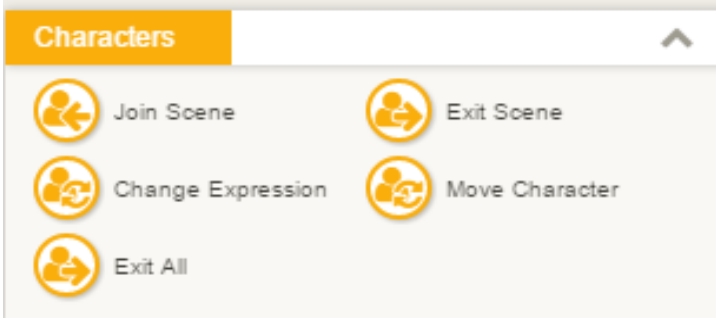 Characters
Join Scene
Exit Scene
Change Expression
Move Character
Exit All